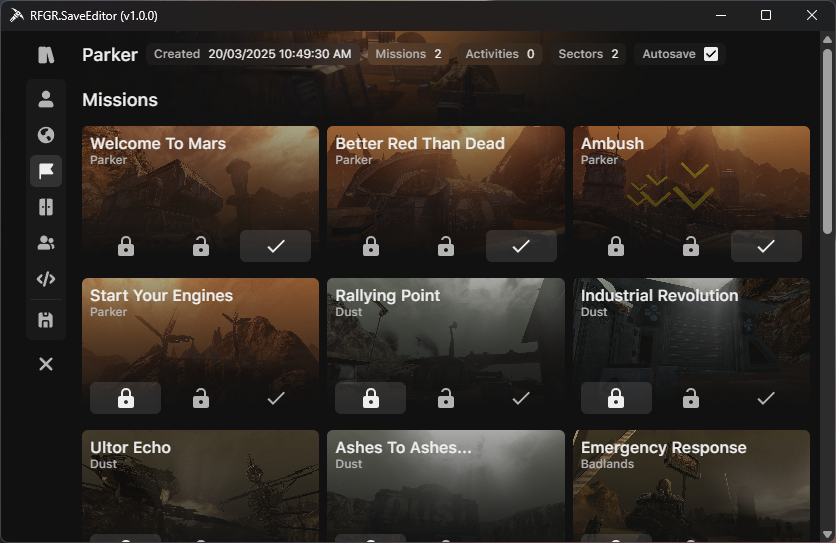 RFGR.SaveEditor (v1.0.0)
Parker Created 20/03/2025 10:49:30 AM Missions 2 Activities 0 Sectors 2 Autosave
Missions
Welcome To Mars
Parker
Better Red Than Dead
Parker
Ambush
Parker
Start Your Engines
Parker
Rallying Point
Dust
Industrial Revolution
Dust
Ultor Echo
Dust
Ashes To Ashes...
Dust
Emergency Response
Badlands